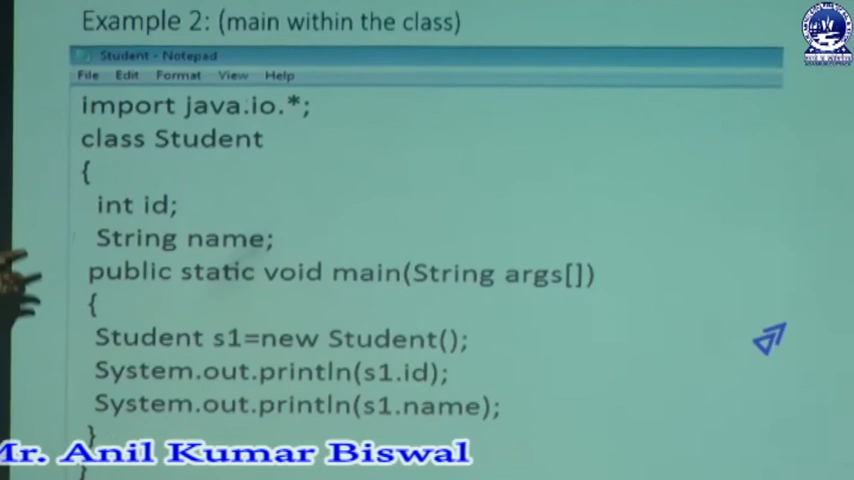 Example 2: (main within the class)
Student - Notepad
File Edit Format View Help
import java.io.*;
class Student
{
int id;
String name;
public static void main(String args[])
{
Student s1=new Student();
System.out.println(s1.id);
System.out.println(s1.name);
}
Mr. Anil Kumar Biswal
}